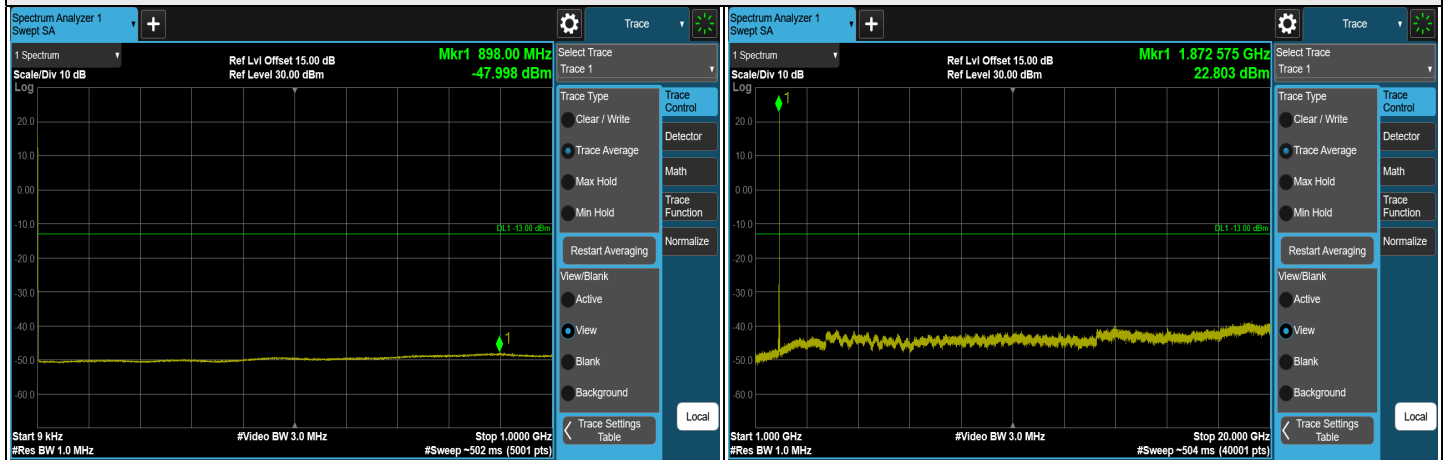 Spectrum Analyzer 1
Swept SA
+
Trace
1 Spectrum
Scale/Div 10 dB
Ref Lvl Offset 15.00 dB
Ref Level 30.00 dBm
Mkr1 898.00 MHz
-47.998 dBm
Log
20.0
10.0
0.00
-10.0
-20.0
-30.0
-40.0
-50.0
-60.0
DL1 -13.00 dBm
1
Start 9 kHz
#Res BW 1.0 MHz
#Video BW 3.0 MHz
Stop 1.0000 GHz
#Sweep ~502 ms (5001 pts)
Select Trace
Trace 1
Trace Type
Clear / Write
Trace Average
Max Hold
Min Hold
Restart Averaging
View/Blank
Active
View
Blank
Background
Trace Settings
Table
Trace
Control
Detector
Math
Trace
Function
Normalize
Local
Spectrum Analyzer 1
Swept SA
+
Trace
1 Spectrum
Scale/Div 10 dB
Ref Lvl Offset 15.00 dB
Ref Level 30.00 dBm
Mkr1 1.872 575 GHz
22.803 dBm
Log
20.0
10.0
0.00
-10.0
-20.0
-30.0
-40.0
-50.0
-60.0
DL1 -13.00 dBm
1
Start 1.000 GHz
#Res BW 1.0 MHz
#Video BW 3.0 MHz
Stop 20.000 GHz
#Sweep ~504 ms (40001 pts)
Select Trace
Trace 1
Trace Type
Clear / Write
Trace Average
Max Hold
Min Hold
Restart Averaging
View/Blank
Active
View
Blank
Background
Trace Settings
Table
Trace
Control
Detector
Math
Trace
Function
Normalize
Local